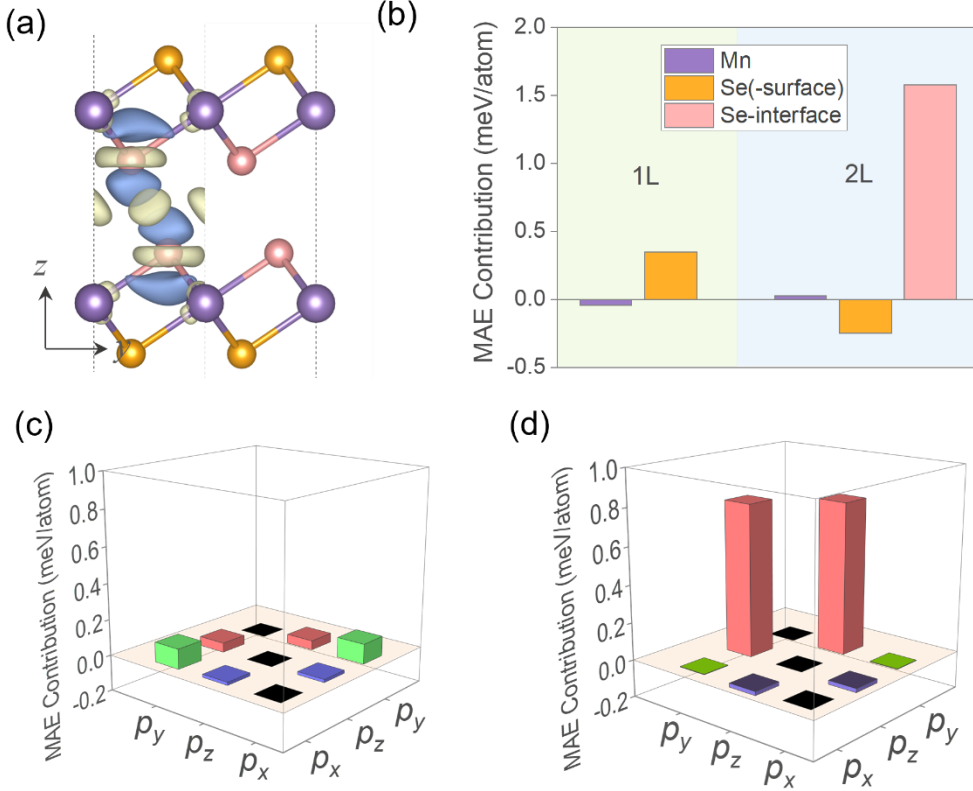 (a)
z
y
(b)
MAE Contribution (meV/atom)
2.0
1.5
1.0
0.5
0.0
-0.5
Mn
Se(-surface)
Se-interface
1L
2L
(c)
MAE Contribution (meV/atom)
1.0
0.8
0.6
0.4
0.2
0.0
-0.2
py
pz
px
px
pz
py
(d)
MAE Contribution (meV/atom)
1.0
0.8
0.6
0.4
0.2
0.0
-0.2
py
pz
px
px
pz
py